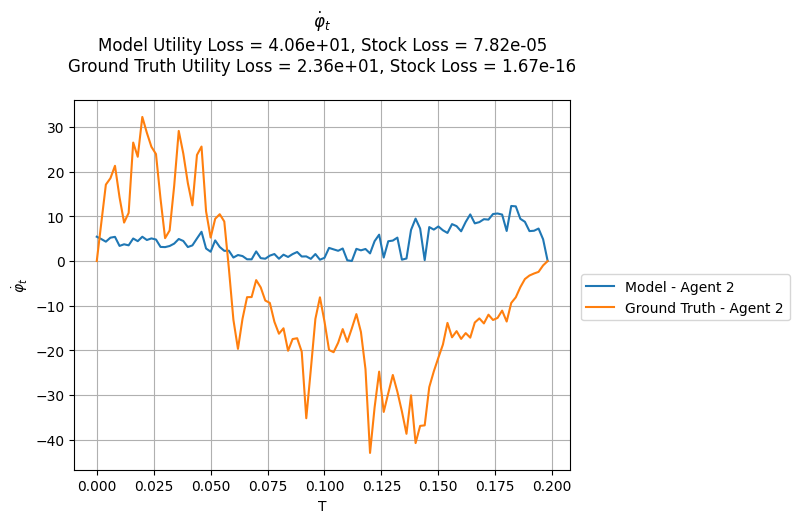 φ̇ₜ
Model Utility Loss = 4.06e+01, Stock Loss = 7.82e-05
Ground Truth Utility Loss = 2.36e+01, Stock Loss = 1.67e-16
φ̇ₜ
30
20
10
0
−10
−20
−30
−40
0.000 0.025 0.050 0.075 0.100 0.125 0.150 0.175 0.200
T
Model - Agent 2
Ground Truth - Agent 2